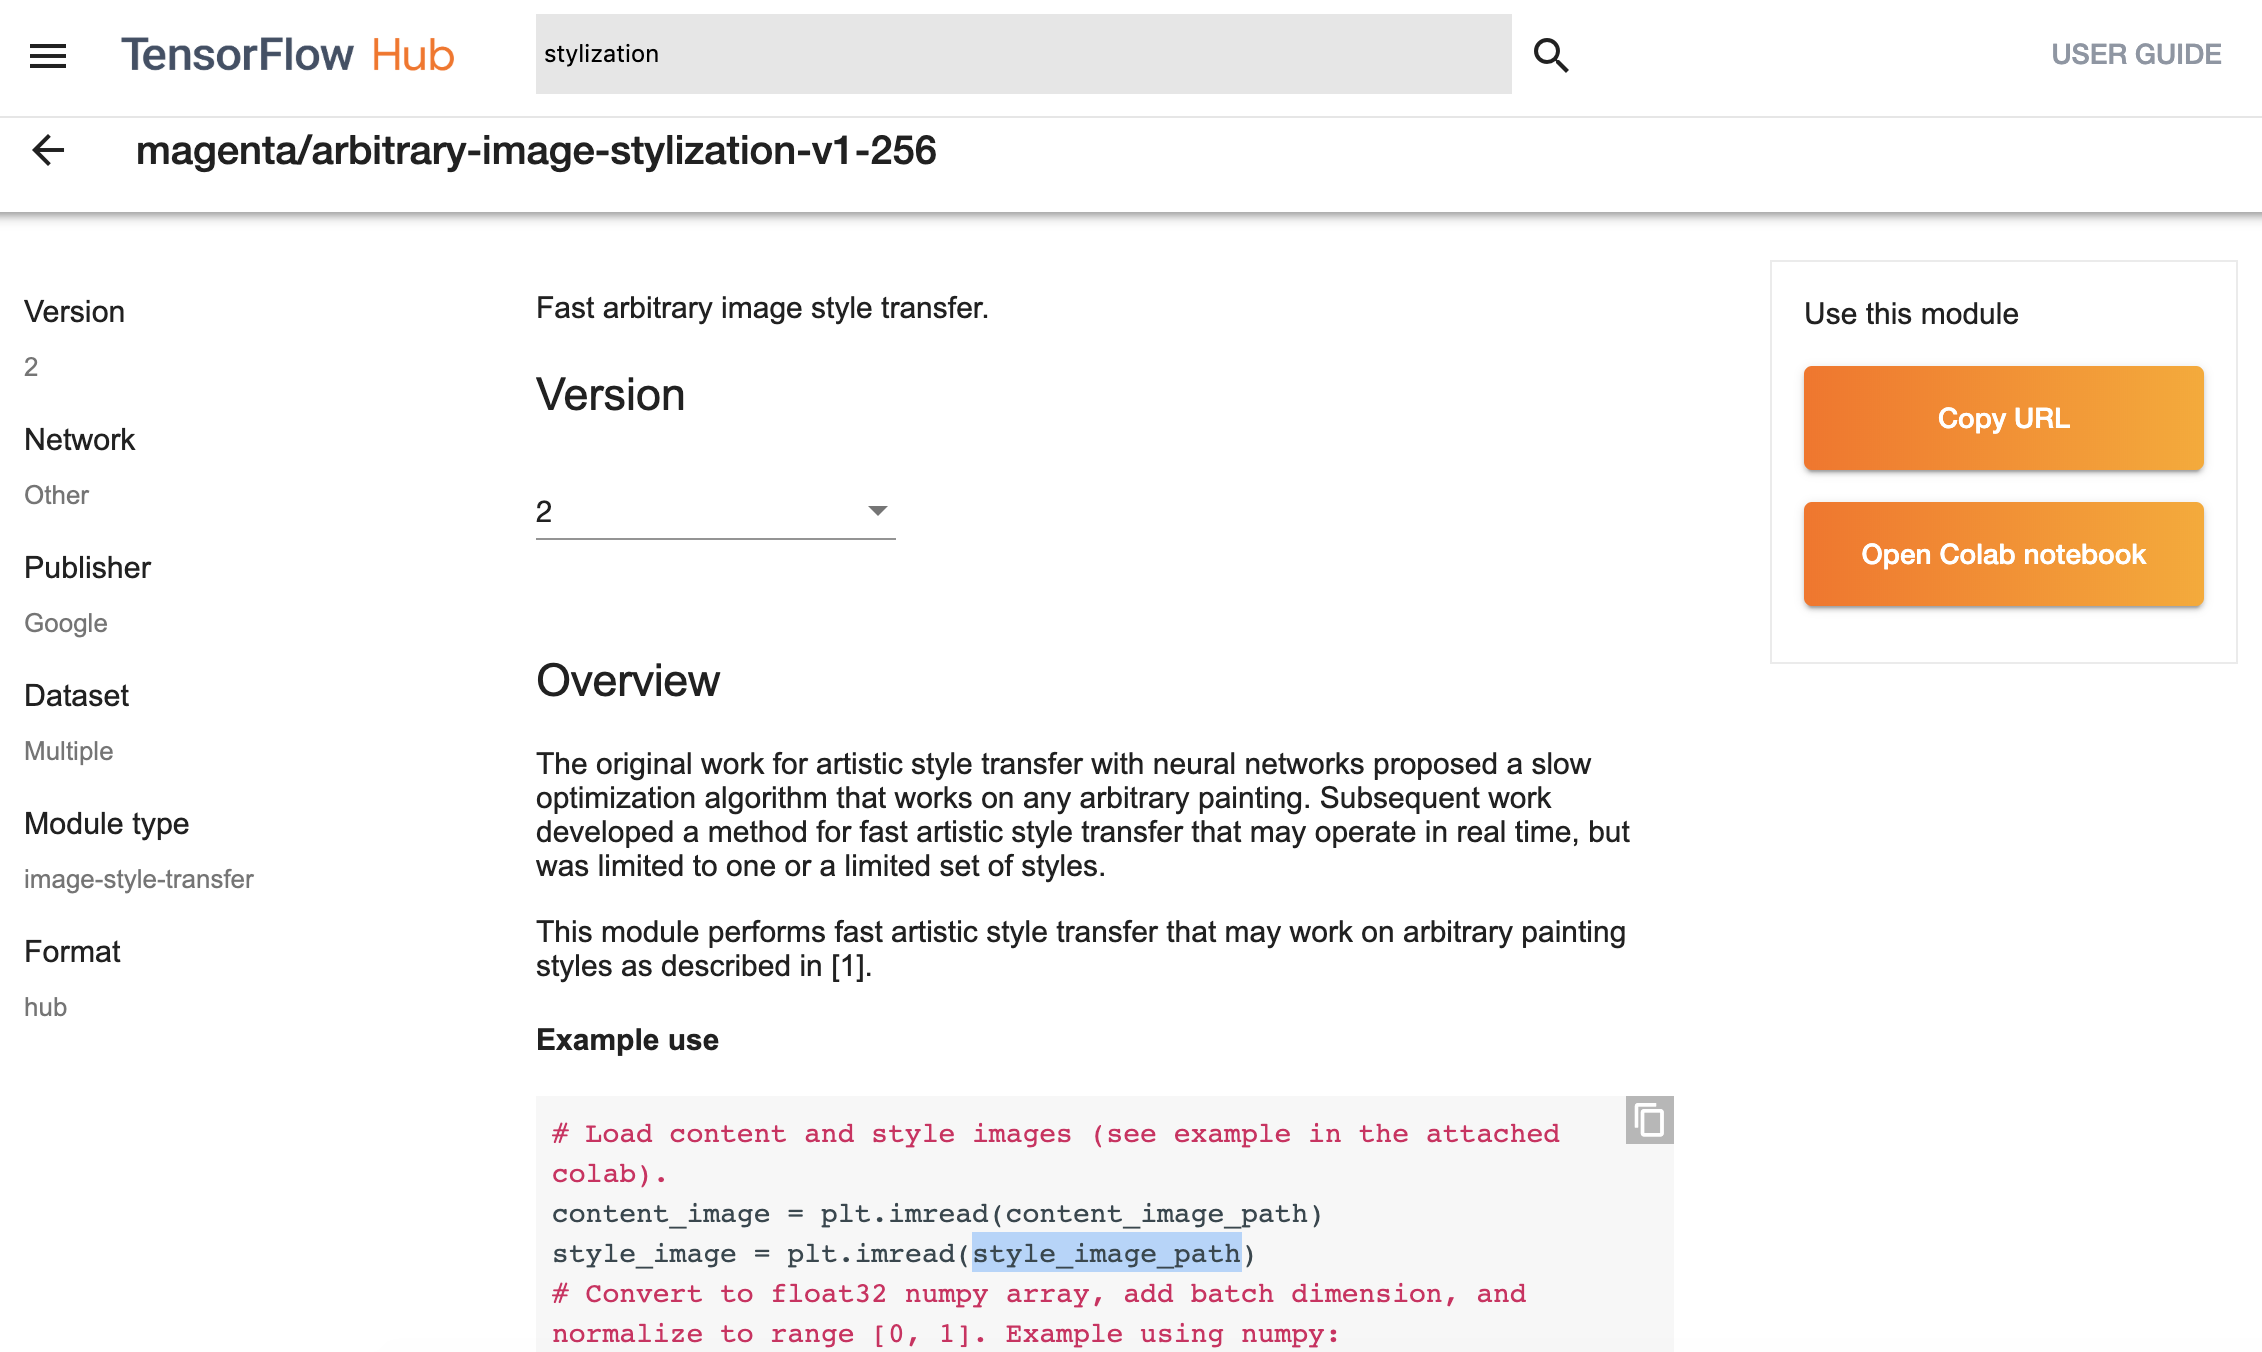 TensorFlow Hub
stylization
USER GUIDE
magenta/arbitrary-image-stylization-v1-256
Version
2
Network
Other
Publisher
Google
Dataset
Multiple
Module type
image-style-transfer
Format
hub
Fast arbitrary image style transfer.
Version
2
Overview
The original work for artistic style transfer with neural networks proposed a slow
optimization algorithm that works on any arbitrary painting. Subsequent work
developed a method for fast artistic style transfer that may operate in real time, but
was limited to one or a limited set of styles.
This module performs fast artistic style transfer that may work on arbitrary painting
styles as described in [1].
Example use
# Load content and style images (see example in the attached
colab).
content_image = plt.imread(content_image_path)
style_image = plt.imread(style_image_path)
# Convert to float32 numpy array, add batch dimension, and
normalize to range [0, 1]. Example using numpy:
Use this module
Copy URL
Open Colab notebook